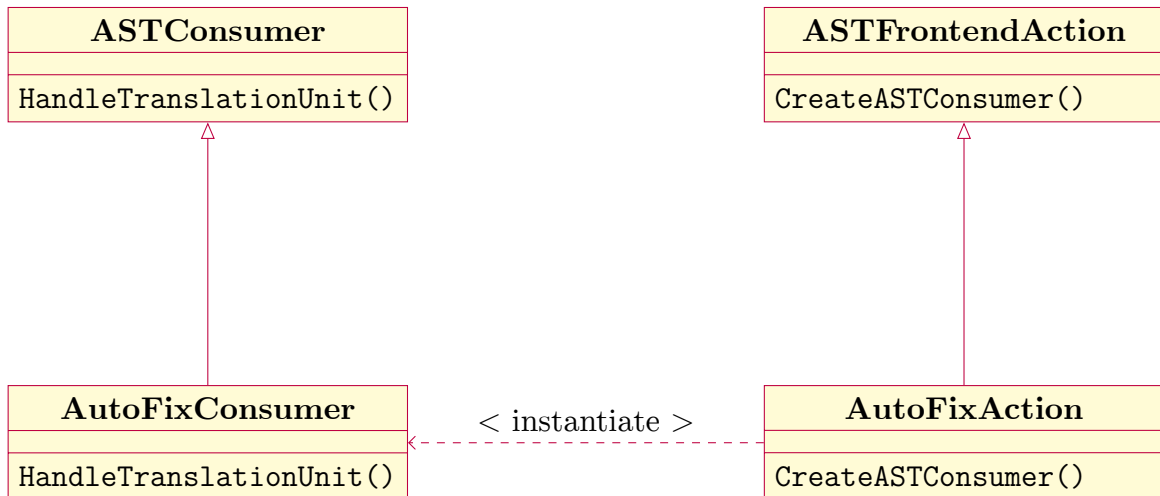 ASTConsumer
HandleTranslationUnit()
ASTFrontendAction
CreateASTConsumer()
AutoFixConsumer
HandleTranslationUnit()
< instantiate >
AutoFixAction
CreateASTConsumer()